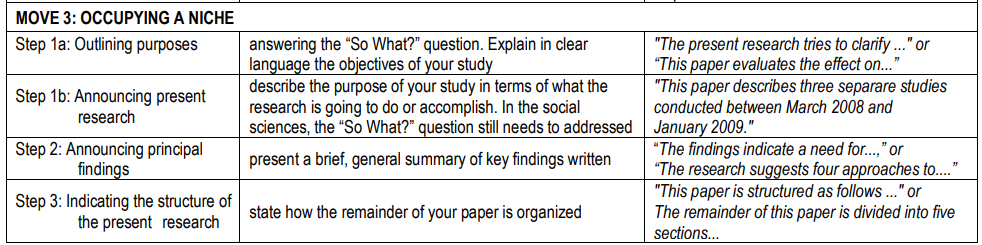 MOVE 3: OCCUPYING A NICHE
Step 1a: Outlining purposes
answering the “So What?” question. Explain in clear
language the objectives of your study
"The present research tries to clarify ..." or
“This paper evaluates the effect on...”
Step 1b: Announcing present
research
describe the purpose of your study in terms of what the
research is going to do or accomplish. In the social
sciences, the “So What?” question still needs to addressed
"This paper describes three separare studies
conducted between March 2008 and
January 2009."
Step 2: Announcing principal
findings
present a brief, general summary of key findings written
“The findings indicate a need for...,” or
“The research suggests four approaches to....”
Step 3: Indicating the structure of
the present research
state how the remainder of your paper is organized
"This paper is structured as follows ..." or
The remainder of this paper is divided into five
sections...